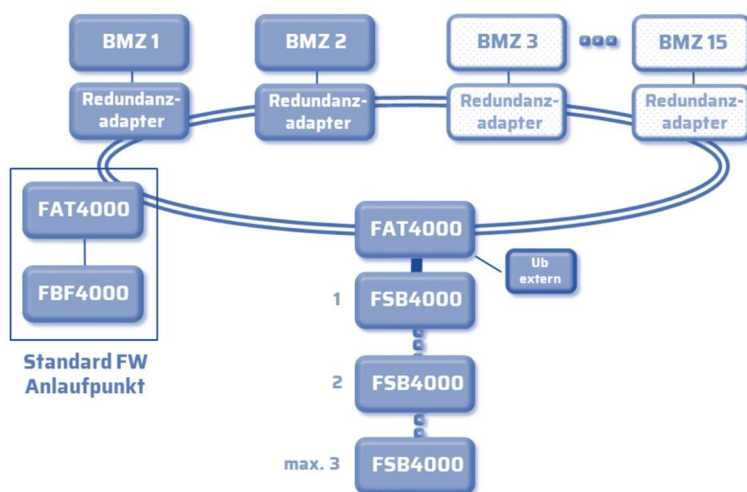 BMZ 1
BMZ 2
BMZ 3
BMZ 15
Redundanz-
adapter
Redundanz-
adapter
Redundanz-
adapter
Redundanz-
adapter
FAT4000
FBF4000
Standard FW
Anlaufpunkt
FAT4000
Ub
extern
1
FSB4000
2
FSB4000
max. 3
FSB4000